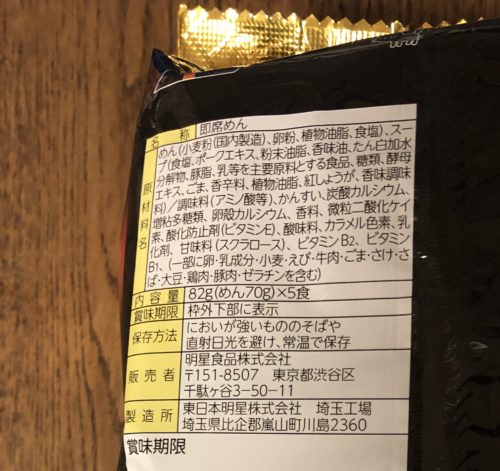 名称 即席めん
原材料名 めん(小麦粉(国内製造)、卵粉、植物油脂、食塩)、スー
プ(食塩、ポークエキス、粉末油脂、香味油、たん白加水
分解物、豚脂、乳等を主要原料とする食品、糖類、酵母
エキス、ごま、香辛料、植物油脂、紅しょうが、香味調味
料)/調味料(アミノ酸等)、かんすい、炭酸カルシウム、
増粘多糖類、卵殻カルシウム、香料、微粒二酸化ケイ
素、酸化防止剤(ビタミンE)、酸味料、カラメル色素、乳
化剤、甘味料(スクラロース)、ビタミンB2、ビタミン
B1、(一部に卵・乳成分・小麦・えび・牛肉・ごま・さけ・さ
ば・大豆・鶏肉・豚肉・ゼラチンを含む)
内容量 82g(めん70g)×5食
賞味期限 枠外下部に表示
保存方法 においが強いもののそばや
直射日光を避け、常温で保存
販売者 明星食品株式会社
〒151-8507 東京都渋谷区
千駄ヶ谷3-50-11
製造所 東日本明星株式会社 埼玉工場
埼玉県比企郡嵐山町川島2360
賞味期限